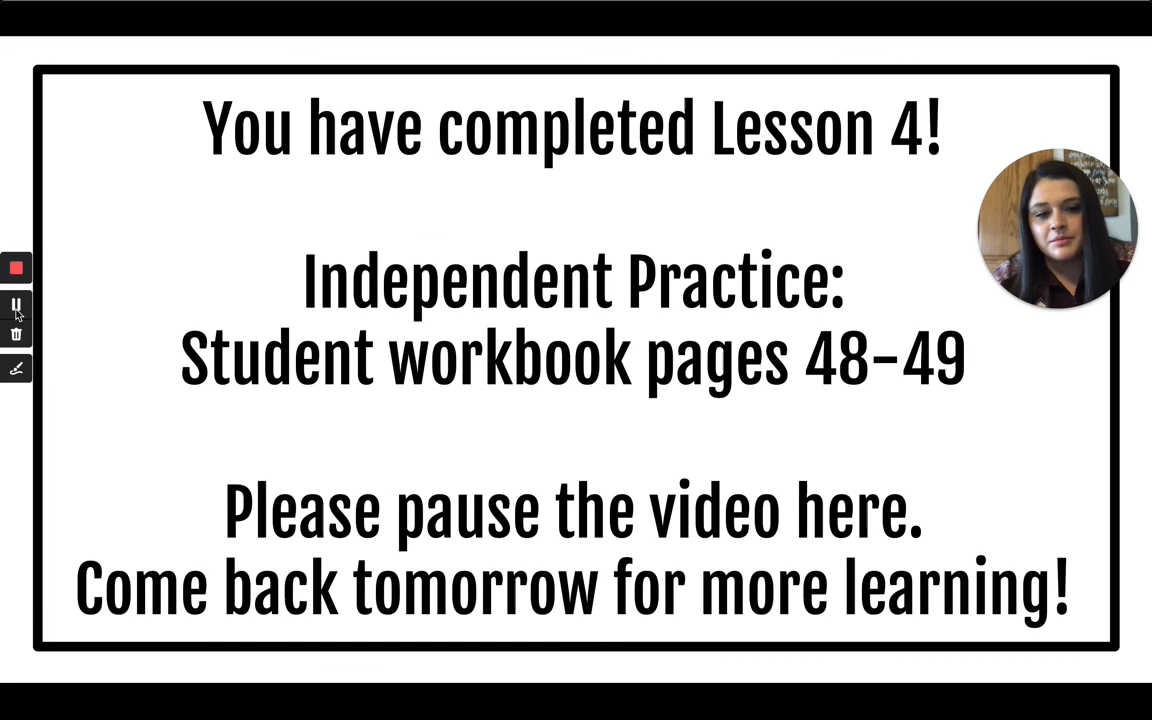 You have completed Lesson 4!
Independent Practice:
Student workbook pages 48-49
Please pause the video here.
Come back tomorrow for more learning!